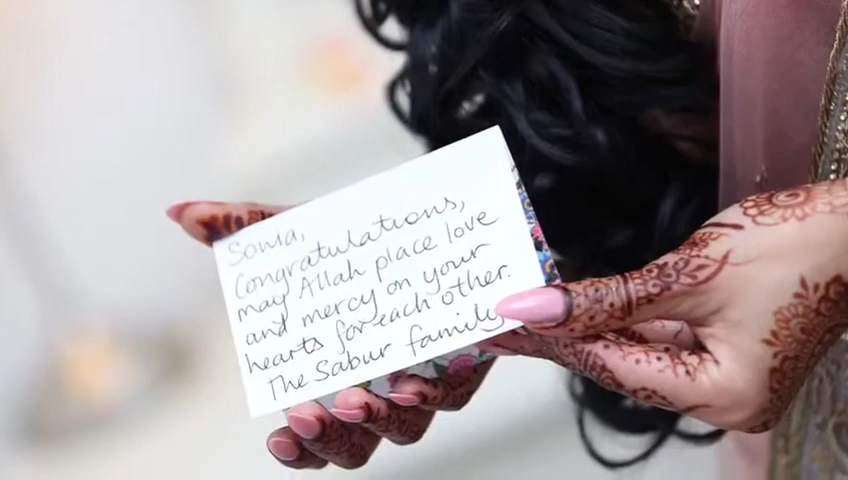 Sonia,
Congratulations,
may Allah place love
and mercy on your
hearts for each other.
The Sabur family